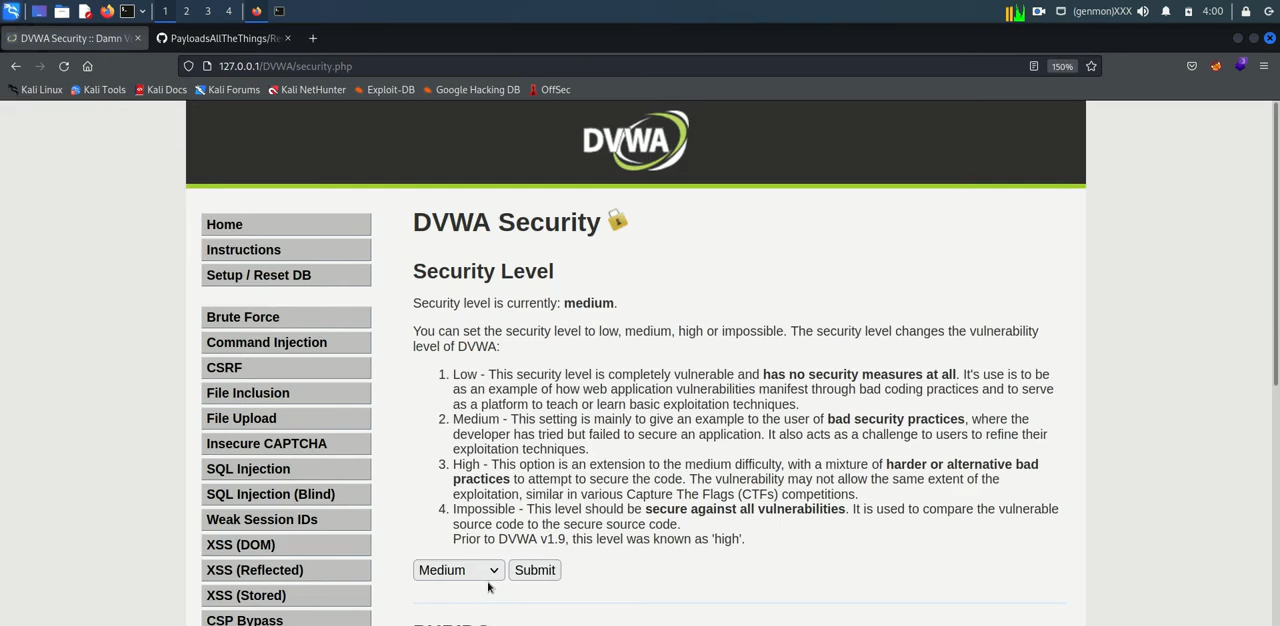 1 2 3 4 (genmon)XXX 4:00
DVWA Security :: Damn V PayloadsAllTheThings/Re
127.0.0.1/DVWA/security.php 150%
Kali Linux Kali Tools Kali Docs Kali Forums Kali NetHunter Exploit-DB Google Hacking DB OffSec
DVWA
Home
Instructions
Setup / Reset DB
Brute Force
Command Injection
CSRF
File Inclusion
File Upload
Insecure CAPTCHA
SQL Injection
SQL Injection (Blind)
Weak Session IDs
XSS (DOM)
XSS (Reflected)
XSS (Stored)
CSP Bypass
DVWA Security
Security Level
Security level is currently: medium.
You can set the security level to low, medium, high or impossible. The security level changes the vulnerability
level of DVWA:
1. Low - This security level is completely vulnerable and has no security measures at all. It's use is to be
as an example of how web application vulnerabilities manifest through bad coding practices and to serve
as a platform to teach or learn basic exploitation techniques.
2. Medium - This setting is mainly to give an example to the user of bad security practices, where the
developer has tried but failed to secure an application. It also acts as a challenge to users to refine their
exploitation techniques.
3. High - This option is an extension to the medium difficulty, with a mixture of harder or alternative bad
practices to attempt to secure the code. The vulnerability may not allow the same extent of the
exploitation, similar in various Capture The Flags (CTFs) competitions.
4. Impossible - This level should be secure against all vulnerabilities. It is used to compare the vulnerable
source code to the secure source code.
Prior to DVWA v1.9, this level was known as 'high'.
Medium Submit